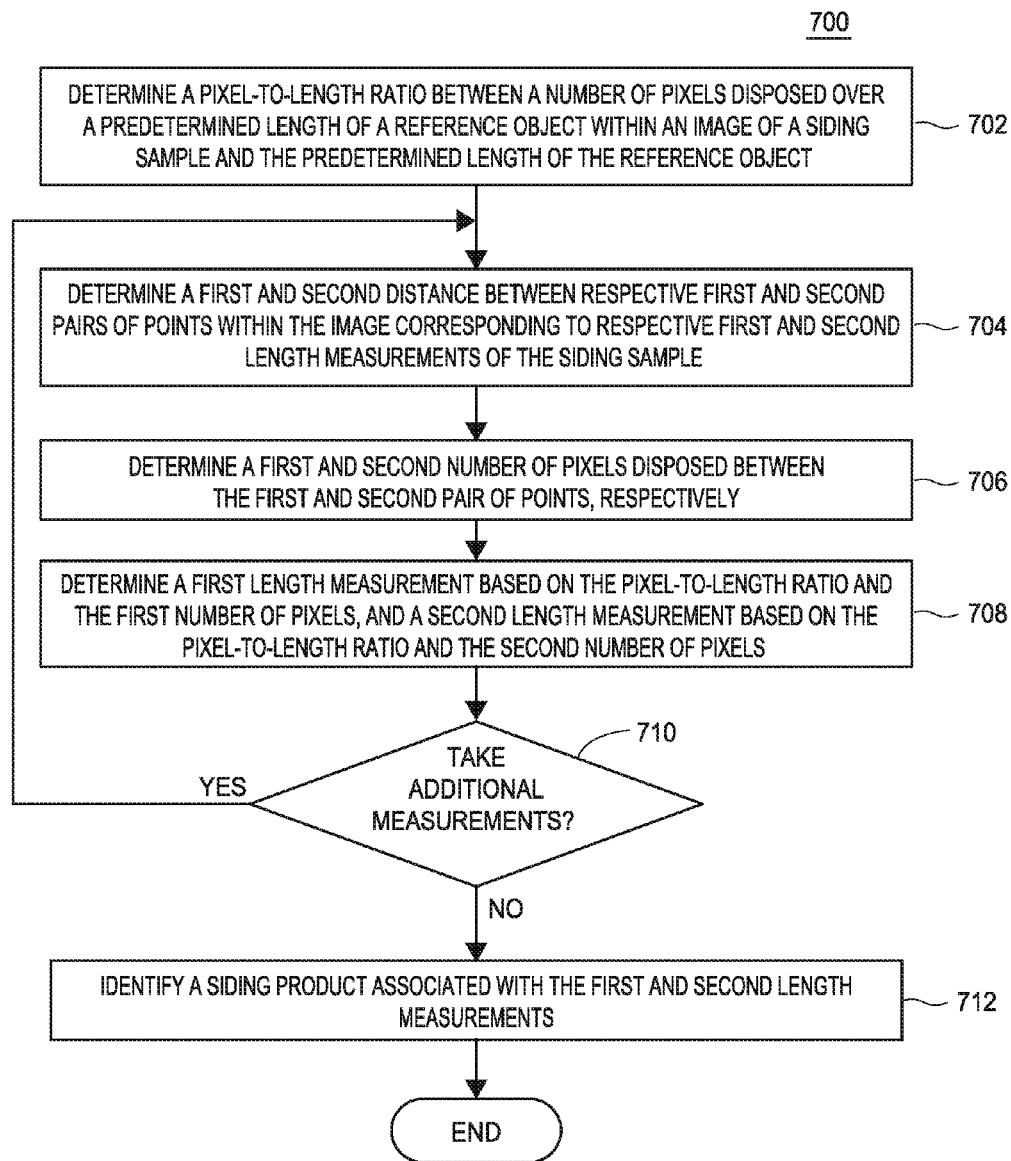 700
DETERMINE A PIXEL-TO-LENGTH RATIO BETWEEN A NUMBER OF PIXELS DISPOSED OVER
A PREDETERMINED LENGTH OF A REFERENCE OBJECT WITHIN AN IMAGE OF A SIDING
SAMPLE AND THE PREDETERMINED LENGTH OF THE REFERENCE OBJECT
702
DETERMINE A FIRST AND SECOND DISTANCE BETWEEN RESPECTIVE FIRST AND SECOND
PAIRS OF POINTS WITHIN THE IMAGE CORRESPONDING TO RESPECTIVE FIRST AND SECOND
LENGTH MEASUREMENTS OF THE SIDING SAMPLE
704
DETERMINE A FIRST AND SECOND NUMBER OF PIXELS DISPOSED BETWEEN
THE FIRST AND SECOND PAIR OF POINTS, RESPECTIVELY
706
DETERMINE A FIRST LENGTH MEASUREMENT BASED ON THE PIXEL-TO-LENGTH RATIO AND
THE FIRST NUMBER OF PIXELS, AND A SECOND LENGTH MEASUREMENT BASED ON THE
PIXEL-TO-LENGTH RATIO AND THE SECOND NUMBER OF PIXELS
708
710
TAKE
ADDITIONAL
MEASUREMENTS?
YES
NO
IDENTIFY A SIDING PRODUCT ASSOCIATED WITH THE FIRST AND SECOND LENGTH
MEASUREMENTS
712
END